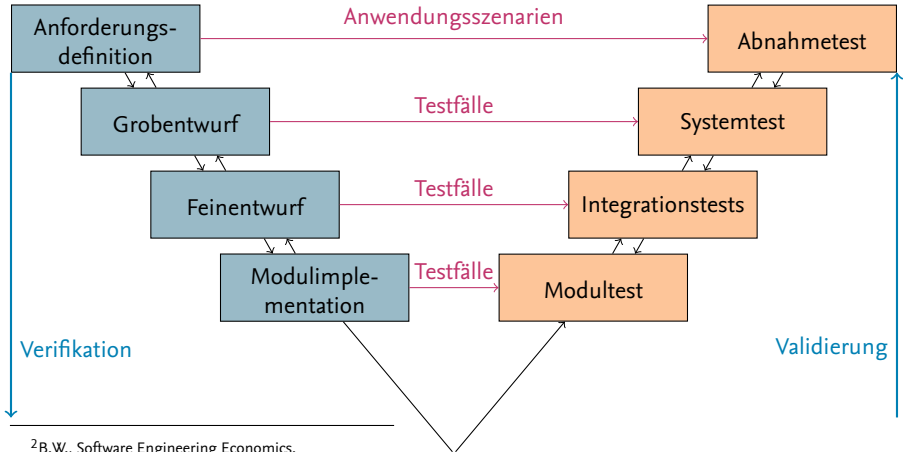 Anforderungs-
definition
Anwendungsszenarien
Abnahmetest
Grobentwurf
Testfälle
Systemtest
Feinentwurf
Testfälle
Integrationstests
Modulimple-
mentation
Testfälle
Modultest
Verifikation
Validierung
2B.W., Software Engineering Economics.